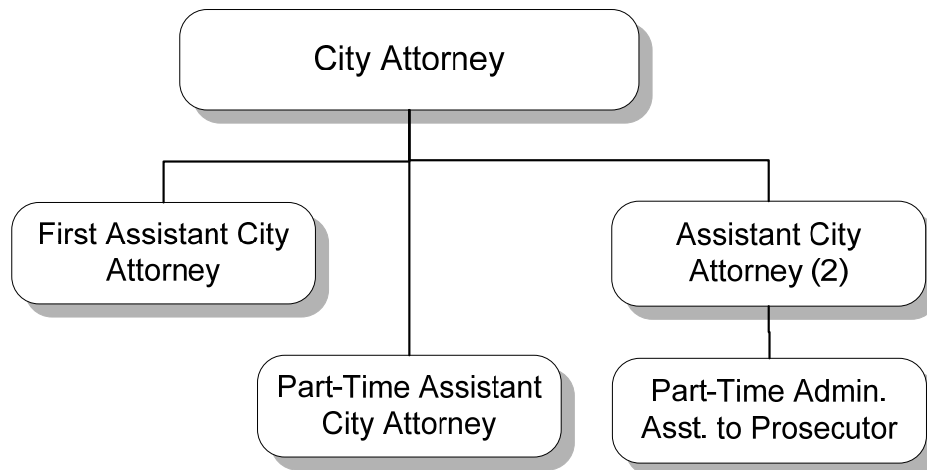 City Attorney
First Assistant City
Attorney
Assistant City
Attorney (2)
Part-Time Assistant
City Attorney
Part-Time Admin.
Asst. to Prosecutor